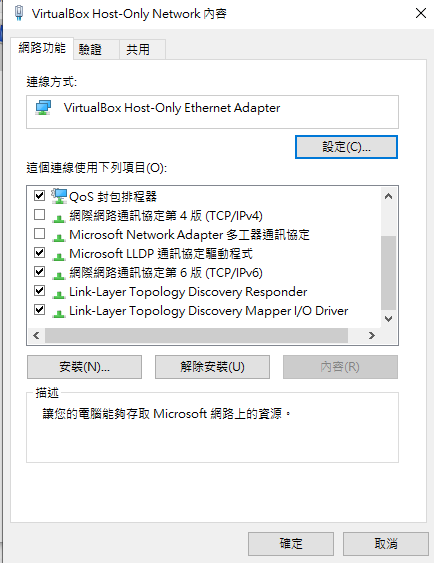 VirtualBox Host-Only Network 內容
網路功能
驗證
共用
連線方式:
VirtualBox Host-Only Ethernet Adapter
設定(C)...
這個連線使用下列項目(O):
QoS 封包排程器
網際網路通訊協定第 4 版 (TCP/IPv4)
Microsoft Network Adapter 多工器通訊協定
Microsoft LLDP 通訊協定驅動程式
網際網路通訊協定第 6 版 (TCP/IPv6)
Link-Layer Topology Discovery Responder
Link-Layer Topology Discovery Mapper I/O Driver
安裝(N)...
解除安裝(U)
內容(R)
描述
讓您的電腦能夠存取 Microsoft 網路上的資源。
確定
取消